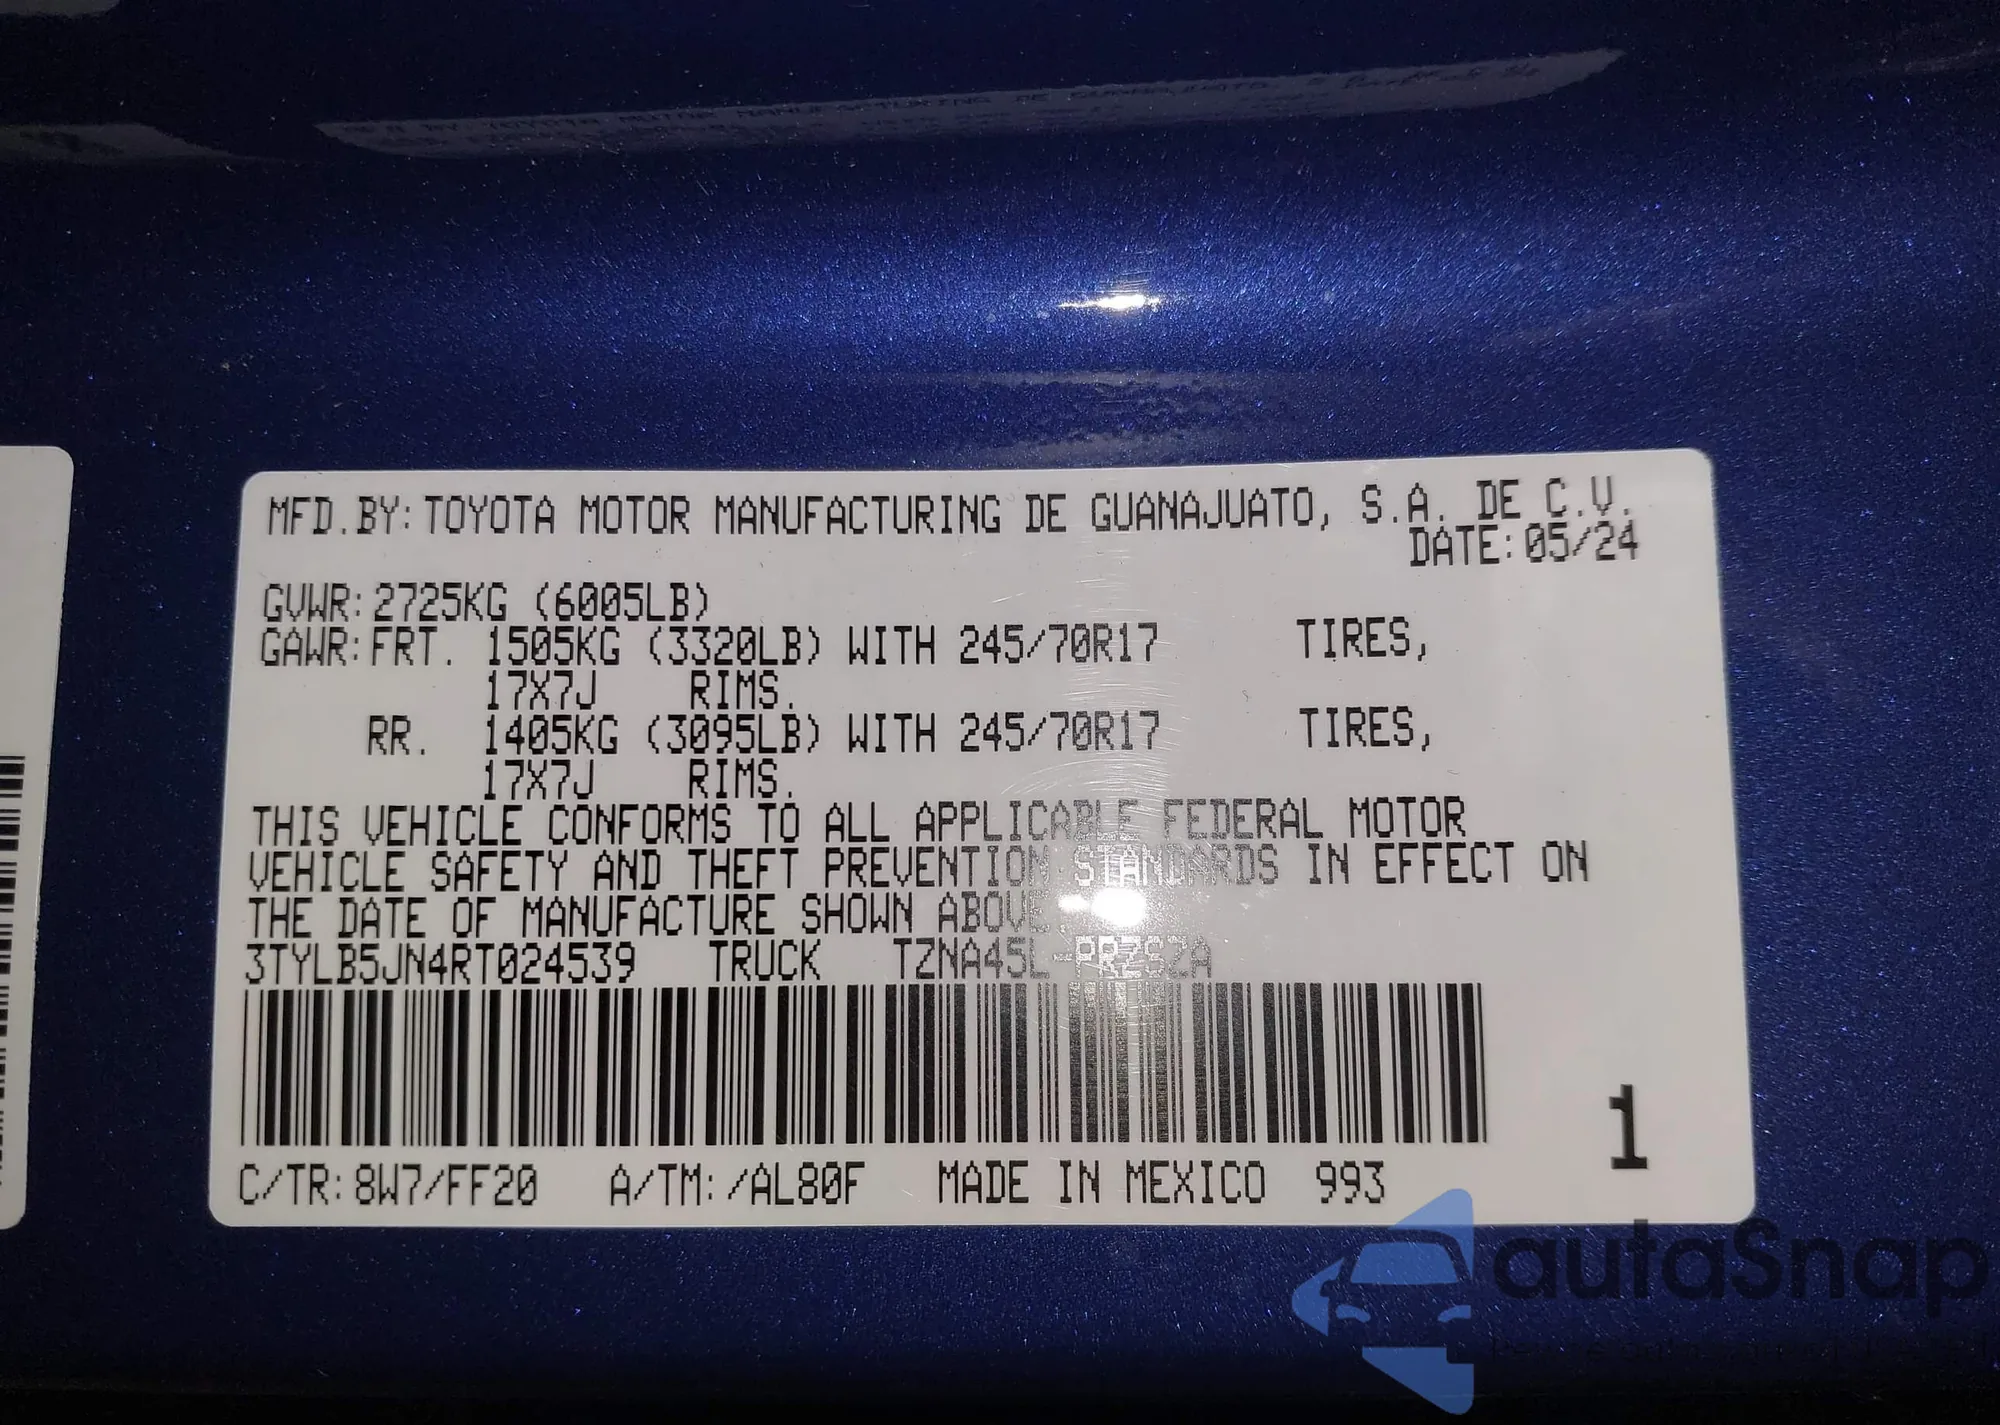 MFD.BY:TOYOTA MOTOR MANUFACTURING DE GUANAJUATO, S.A. DE C.V.
DATE:05/24
GVWR:2725KG (6005LB)
GAWR:FRT. 1505KG (3320LB) WITH 245/70R17 TIRES,
17X7J RIMS.
RR. 1405KG (3095LB) WITH 245/70R17 TIRES,
17X7J RIMS.
THIS VEHICLE CONFORMS TO ALL APPLICABLE FEDERAL MOTOR
VEHICLE SAFETY AND THEFT PREVENTION STANDARDS IN EFFECT ON
THE DATE OF MANUFACTURE SHOWN ABOVE.
3TYLB5JN4RT024539 TRUCK TZNA45L-PRZSZA
C/TR:8W7/FF20 A/TM:/AL80F MADE IN MEXICO 993
1
autaSnap